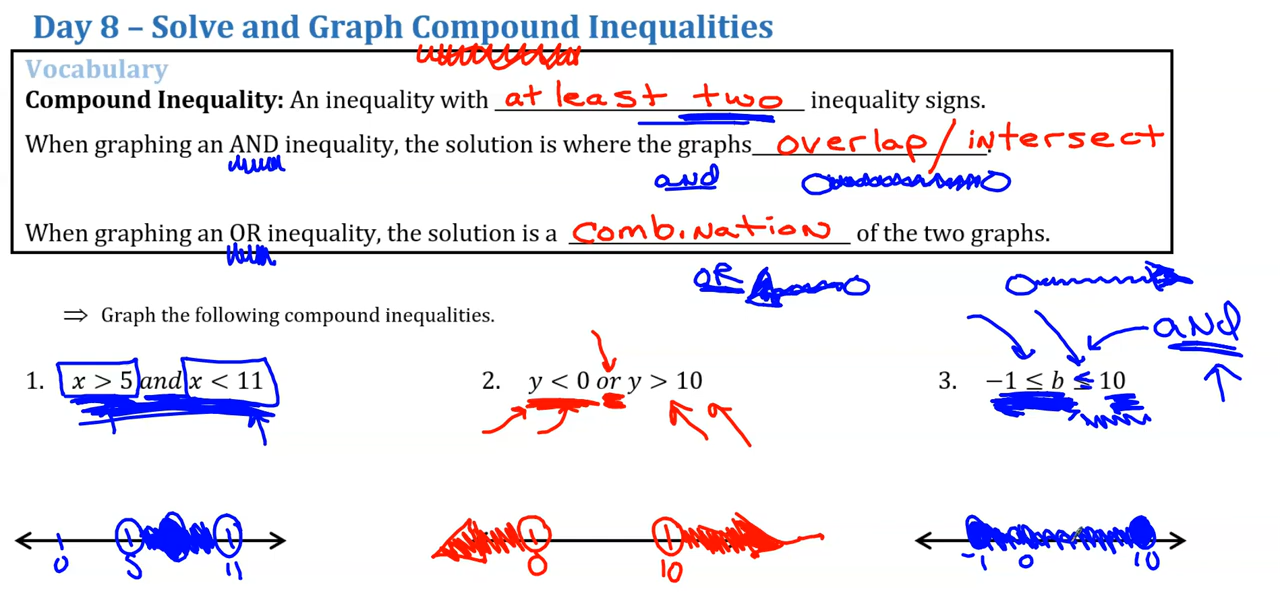 Day 8 – Solve and Graph Compound Inequalities
Vocabulary
Compound Inequality: An inequality with at least two inequality signs.
When graphing an AND inequality, the solution is where the graphs overlap/intersect.
and
When graphing an OR inequality, the solution is a combination of the two graphs.
OR
⇒ Graph the following compound inequalities.
and
1. x > 5 and x < 11 2. y < 0 or y > 10 3. −1 ≤ b ≤ 10
0 5 11 0 10 -1 0 10